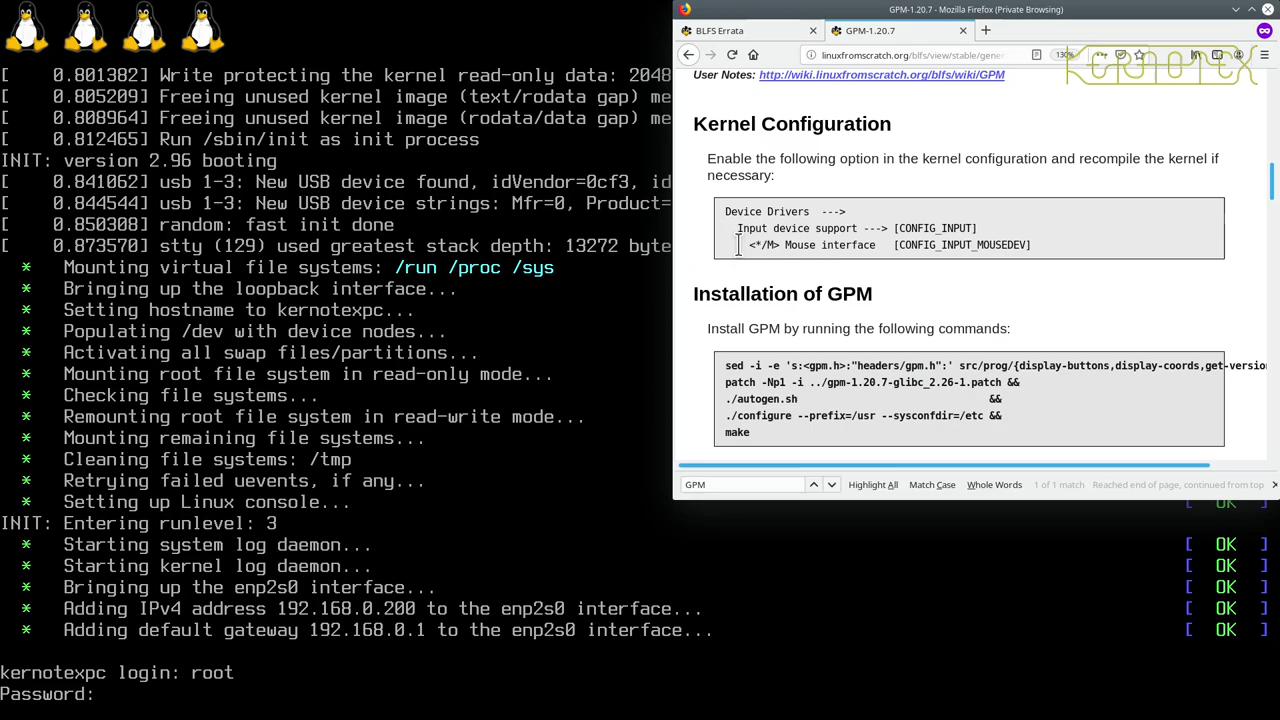 [    0.801382] Write protecting the kernel read-only data: 2048
[    0.805209] Freeing unused kernel image (text/rodata gap) me
[    0.808964] Freeing unused kernel image (rodata/data gap) me
[    0.812465] Run /sbin/init as init process
INIT: version 2.96 booting
[    0.841062] usb 1-3: New USB device found, idVendor=0cf3, id
[    0.844544] usb 1-3: New USB device strings: Mfr=0, Product=
[    0.850308] random: fast init done
[    0.873570] stty (129) used greatest stack depth: 13272 byte
* Mounting virtual file systems: /run /proc /sys
* Bringing up the loopback interface...
* Setting hostname to kernotexpc...
* Populating /dev with device nodes...
* Activating all swap files/partitions...
* Mounting root file system in read-only mode...
* Checking file systems...
* Remounting root file system in read-write mode...
* Mounting remaining file systems...
* Cleaning file systems: /tmp
* Retrying failed uevents, if any...
* Setting up Linux console... [ OK ]
INIT: Entering runlevel: 3
* Starting system log daemon... [ OK ]
* Starting kernel log daemon... [ OK ]
* Bringing up the enp2s0 interface... [ OK ]
* Adding IPv4 address 192.168.0.200 to the enp2s0 interface... [ OK ]
* Adding default gateway 192.168.0.1 to the enp2s0 interface... [ OK ]
kernotexpc login: root
Password:
GPM-1.20.7 - Mozilla Firefox (Private Browsing)
BLFS Errata
GPM-1.20.7
linuxfromscratch.org/blfs/view/stable/gene
130%
KERNOTEX
User Notes: http://wiki.linuxfromscratch.org/blfs/wiki/GPM
Kernel Configuration
Enable the following option in the kernel configuration and recompile the kernel if
necessary:
Device Drivers --->
Input device support ---> [CONFIG_INPUT]
<*/M> Mouse interface [CONFIG_INPUT_MOUSEDEV]
Installation of GPM
Install GPM by running the following commands:
sed -i -e 's:<gpm.h>:"headers/gpm.h":' src/prog/{display-buttons,display-coords,get-versio
patch -Np1 -i ../gpm-1.20.7-glibc_2.26-1.patch &&
./autogen.sh &&
./configure --prefix=/usr --sysconfdir=/etc &&
make
GPM
Highlight All
Match Case
Whole Words
1 of 1 match
Reached end of page, continued from top